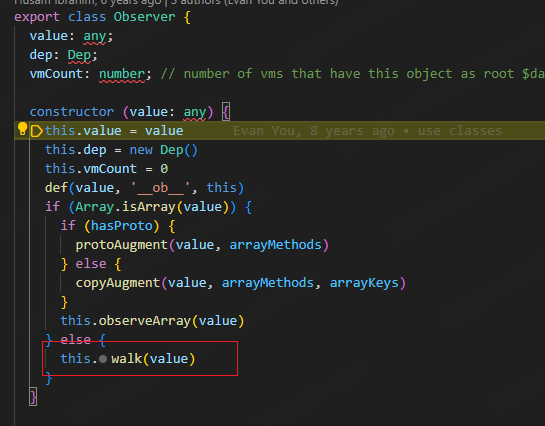 Husam Ibrahim, 6 years ago | 3 authors (Evan You and others)
export class Observer {
  value: any;
  dep: Dep;
  vmCount: number; // number of vms that have this object as root $da

  constructor (value: any) {
    this.value = value     Evan You, 8 years ago • use classes
    this.dep = new Dep()
    this.vmCount = 0
    def(value, '__ob__', this)
    if (Array.isArray(value)) {
      if (hasProto) {
        protoAugment(value, arrayMethods)
      } else {
        copyAugment(value, arrayMethods, arrayKeys)
      }
      this.observeArray(value)
    } else {
      this.walk(value)
    }
  }